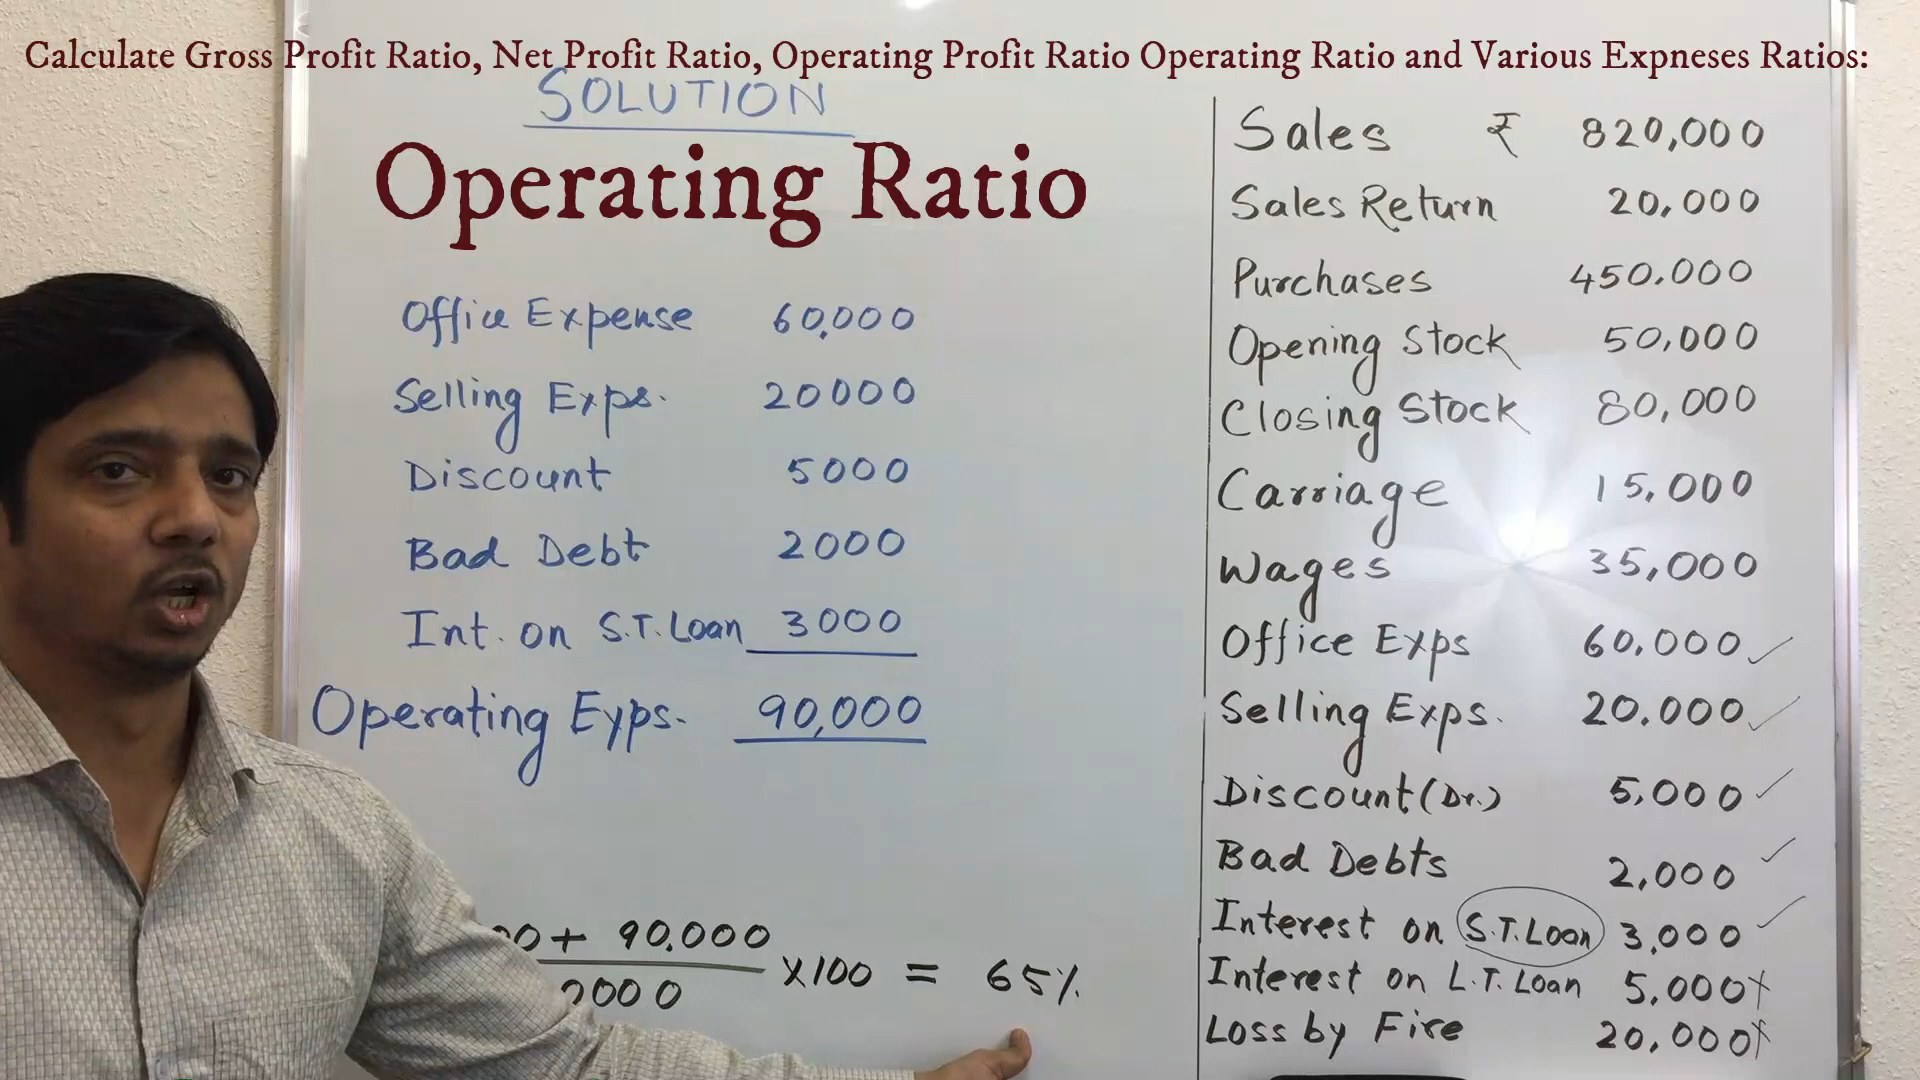 Calculate Gross Profit Ratio, Net Profit Ratio, Operating Profit Ratio Operating Ratio and Various Expneses Ratios:
SOLUTION
Operating Ratio
Office Expense 60,000
Selling Exps. 20000
Discount 5000
Bad Debt 2000
Int. on S.T. Loan 3000
Operating Eyps. 90,000
+ 90,000
000
×100 = 65%
Sales ₹ 820,000
Sales Return 20,000
Purchases 450,000
Opening Stock 50,000
Closing Stock 80,000
Carriage 15,000
Wages 35,000
Office Exps 60,000 ✓
Selling Exps. 20,000 ✓
Discount (Dr.) 5,000 ✓
Bad Debts 2,000 ✓
Interest on S.T. Loan 3,000 ✓
Interest on L.T. Loan 5,000 ×
Loss by Fire 20,000 ×